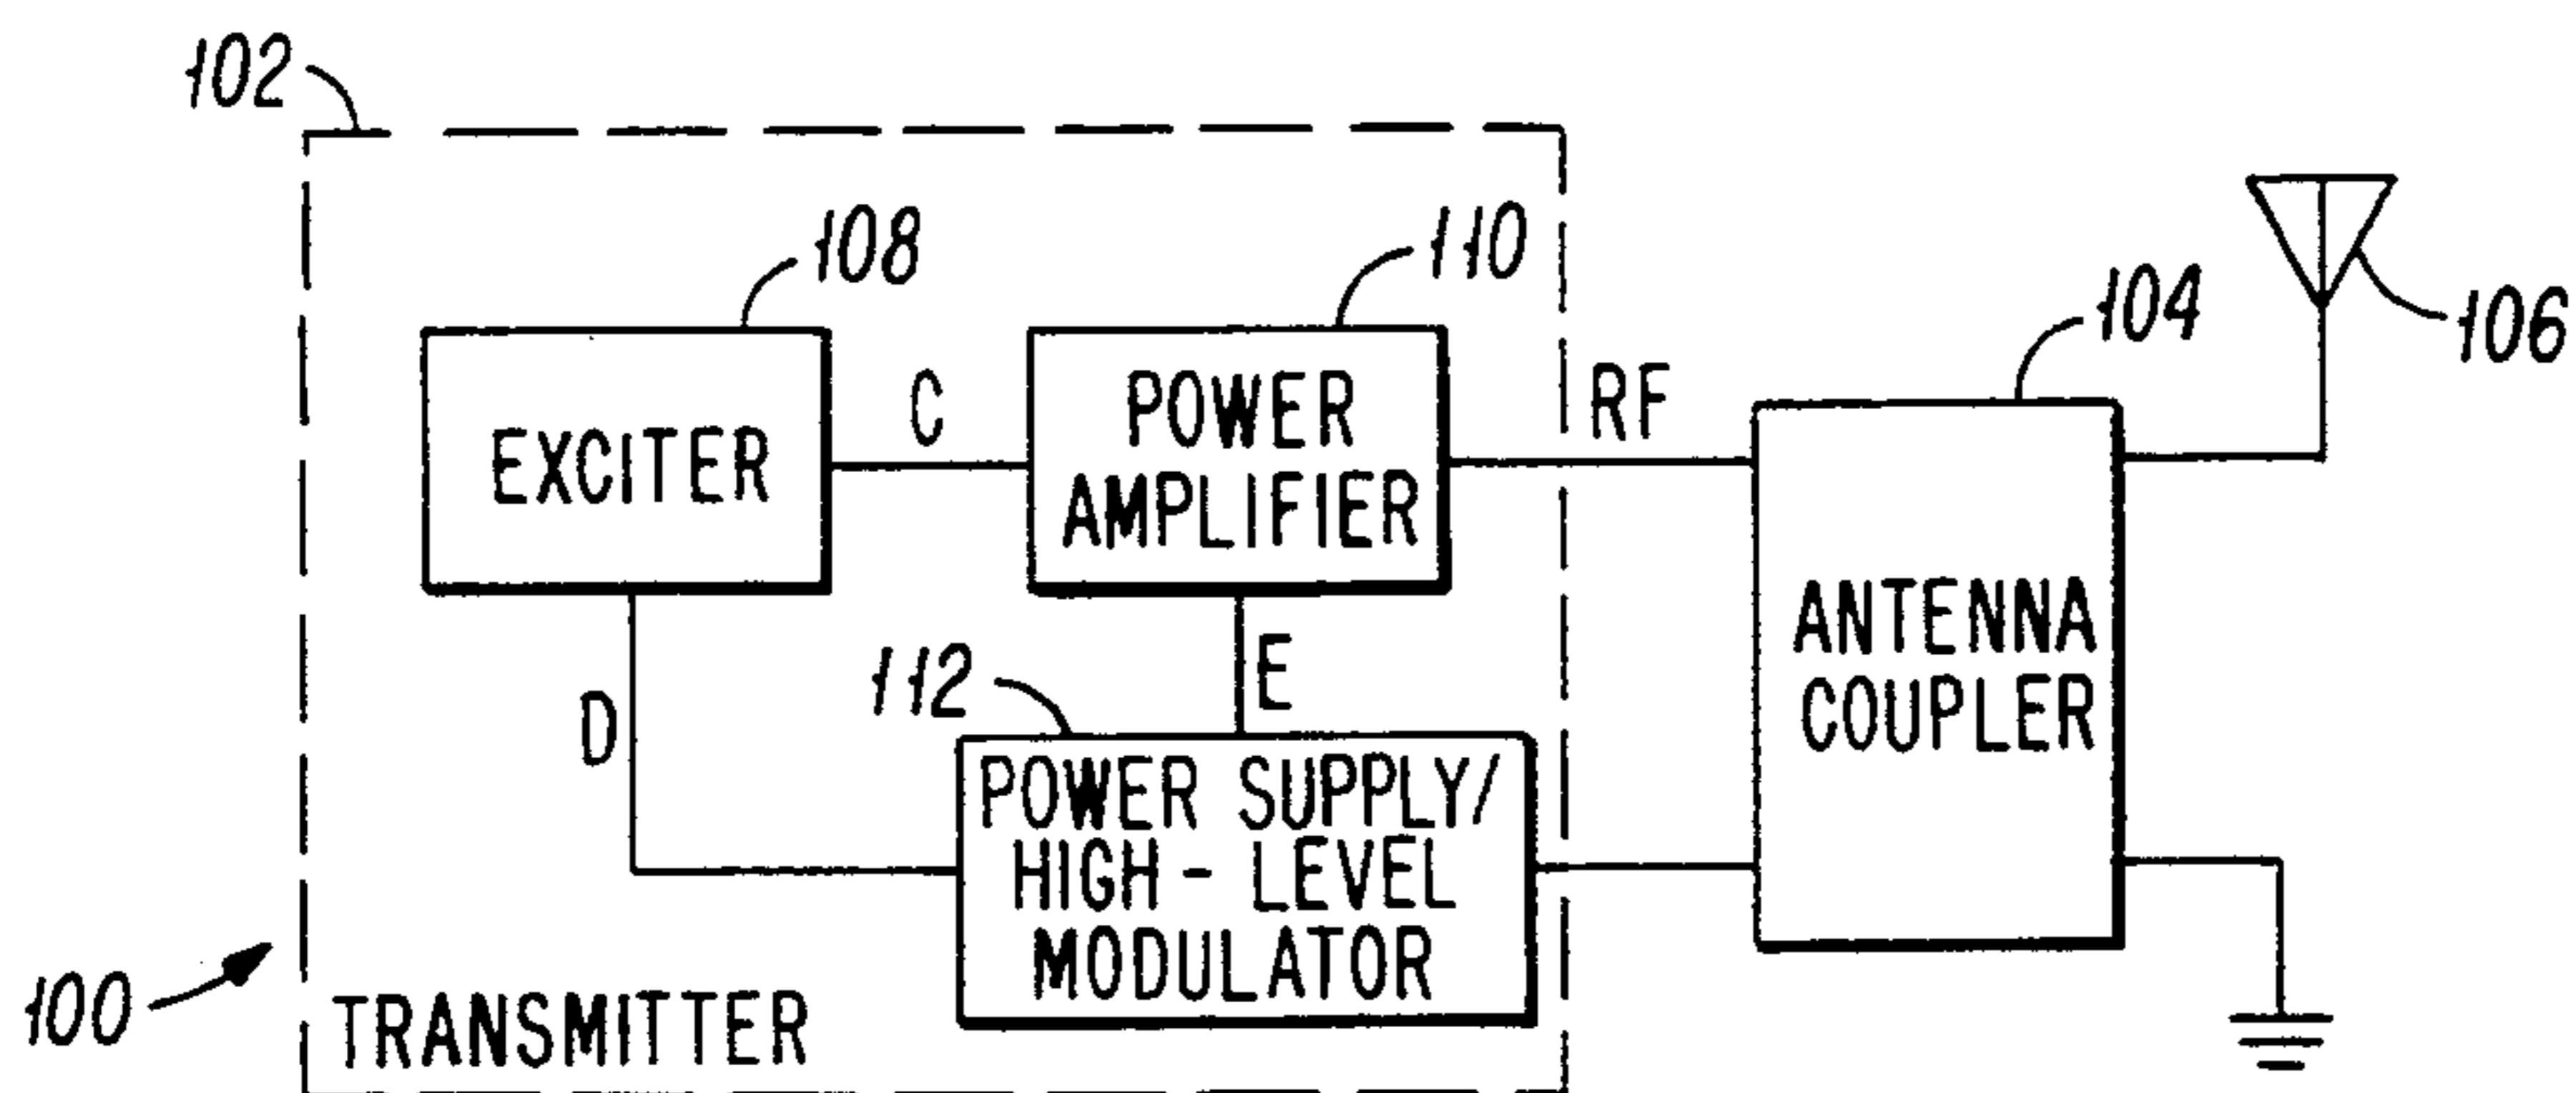 102
108
110
106
104
EXCITER
C
POWER
AMPLIFIER
RF
ANTENNA
COUPLER
D
E
112
POWER SUPPLY/
HIGH - LEVEL
MODULATOR
100
TRANSMITTER